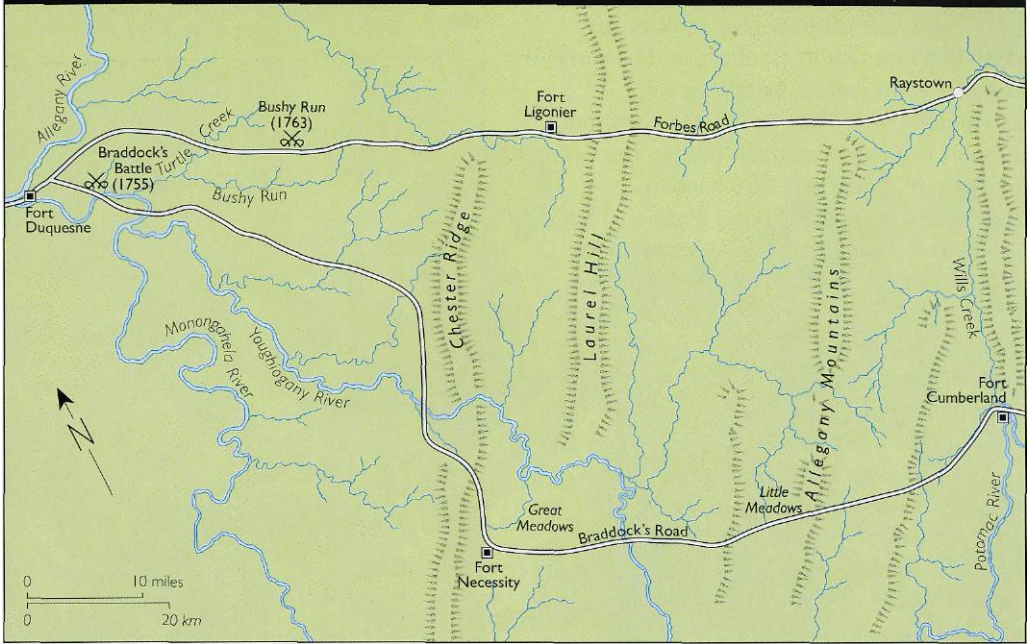 Allegany River
Bushy Run
(1763)
Turtle Creek
Braddock's
Battle
(1755)
Bushy Run
Fort
Duquesne
Fort
Ligonier
Forbes Road
Raystown
Chester Ridge
Laurel Hill
Allegany Mountains
Wills Creek
Fort
Cumberland
Monongahela River
Youghiogany River
N
Great
Meadows
Little
Meadows
Braddock's Road
Potamac River
Fort
Necessity
0 10 miles
0 20 km